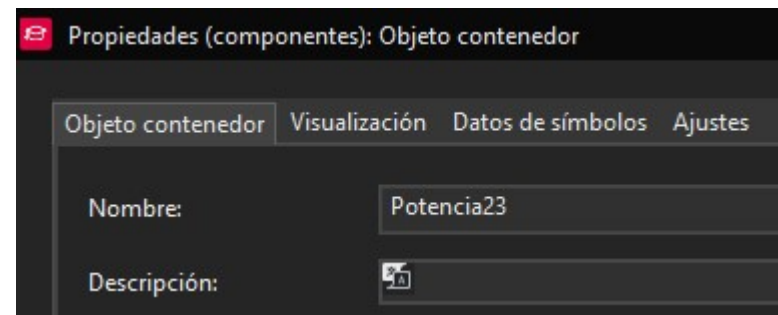 Propiedades (componentes): Objeto contenedor
Objeto contenedor Visualización Datos de símbolos Ajustes
Nombre: Potencia23
Descripción: